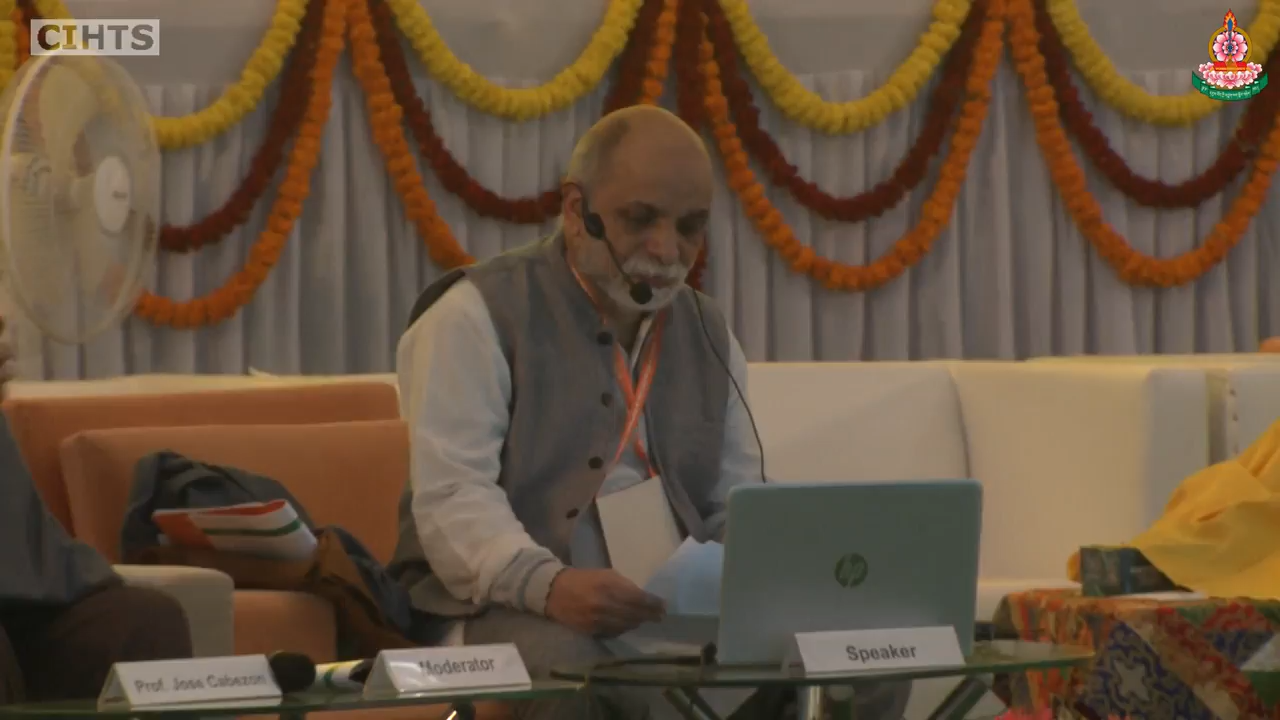 CIHTS
Prof. Jose Cabezon
Moderator
hp
Speaker